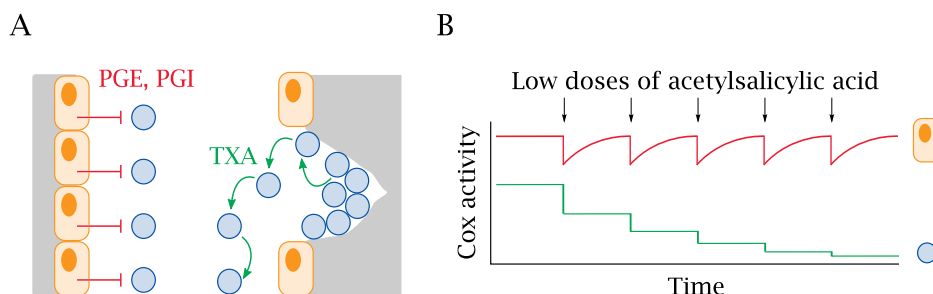 A
B
PGE, PGI
TXA
Low doses of acetylsalicylic acid
Cox activity
Time